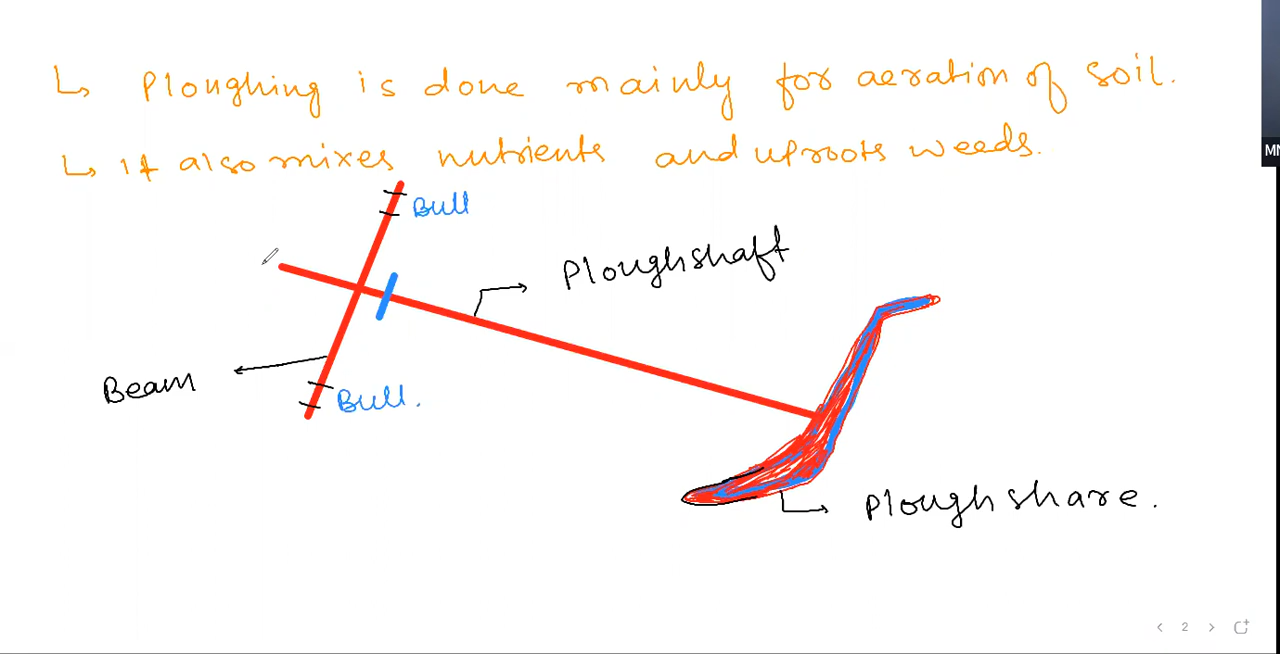 ↳ Ploughing is done mainly for aeration of soil.
↳ it also mixes nutrients and uproots weeds.
Bull
Ploughshaft
Beam
Bull.
Ploughshare.
< 2 >
MN